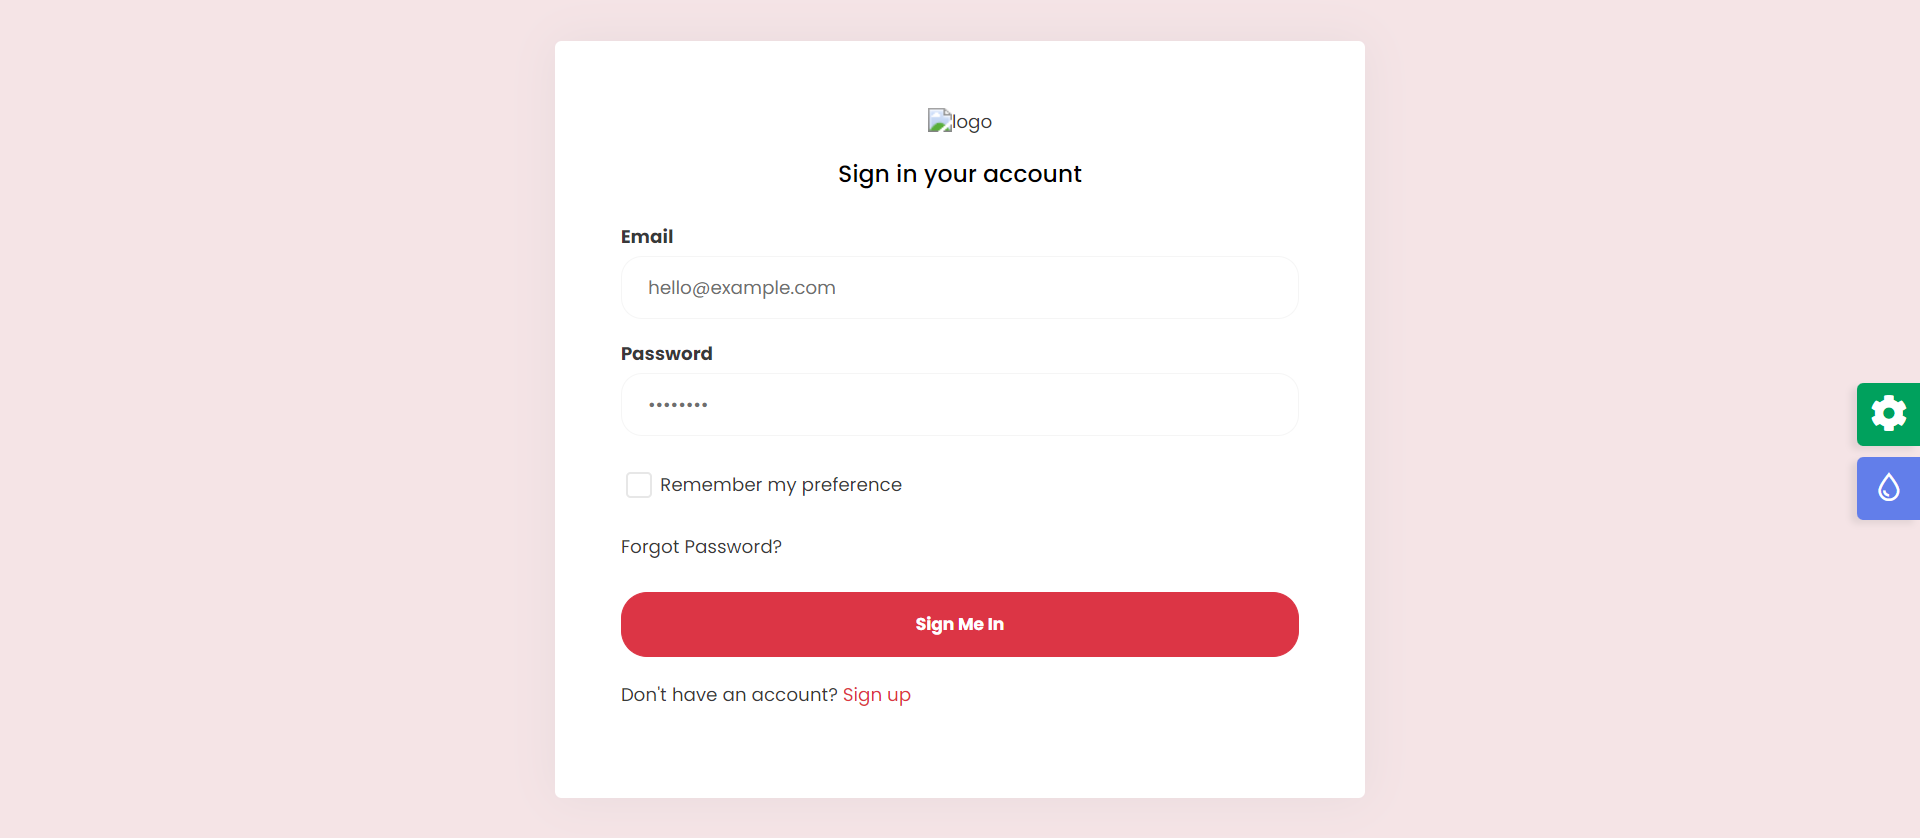 logo
Sign in your account
Email
hello@example.com
Password
••••••••
Remember my preference
Forgot Password?
Sign Me In
Don't have an account? Sign up